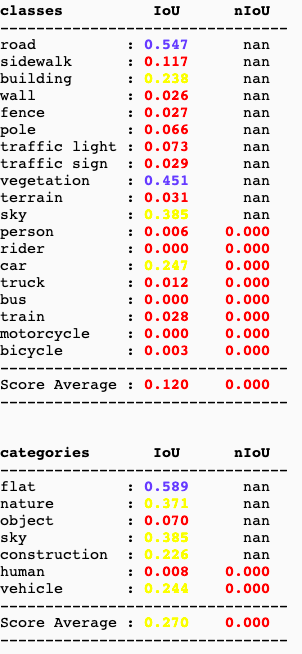 classes IoU nIoU
--------------------------------
road : 0.547 nan
sidewalk : 0.117 nan
building : 0.238 nan
wall : 0.026 nan
fence : 0.027 nan
pole : 0.066 nan
traffic light : 0.073 nan
traffic sign : 0.029 nan
vegetation : 0.451 nan
terrain : 0.031 nan
sky : 0.385 nan
person : 0.006 0.000
rider : 0.000 0.000
car : 0.247 0.000
truck : 0.012 0.000
bus : 0.000 0.000
train : 0.028 0.000
motorcycle : 0.000 0.000
bicycle : 0.003 0.000
--------------------------------
Score Average : 0.120 0.000
--------------------------------
categories IoU nIoU
--------------------------------
flat : 0.589 nan
nature : 0.371 nan
object : 0.070 nan
sky : 0.385 nan
construction : 0.226 nan
human : 0.008 0.000
vehicle : 0.244 0.000
--------------------------------
Score Average : 0.270 0.000
--------------------------------